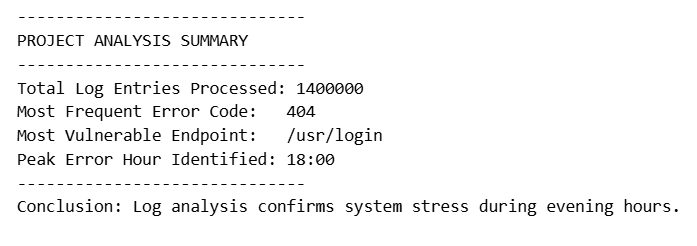 ------------------------------
PROJECT ANALYSIS SUMMARY
------------------------------
Total Log Entries Processed: 1400000
Most Frequent Error Code:   404
Most Vulnerable Endpoint:   /usr/login
Peak Error Hour Identified: 18:00
------------------------------
Conclusion: Log analysis confirms system stress during evening hours.